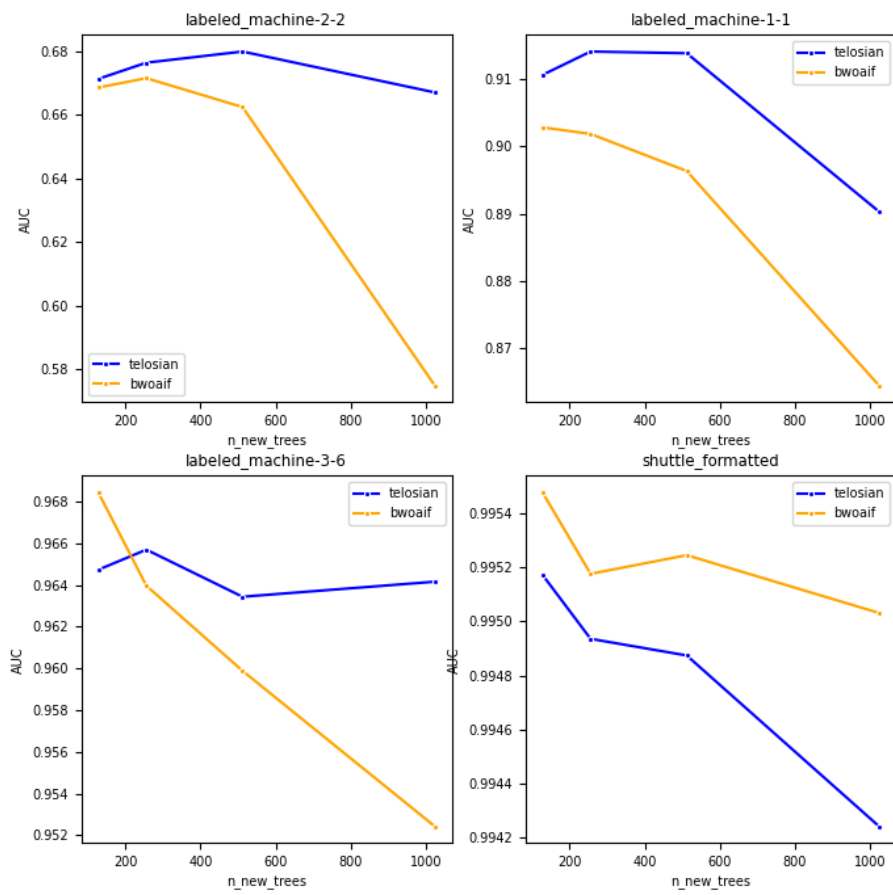 labeled_machine-2-2
AUC
0.68
0.66
0.64
0.62
0.60
0.58
telosian
bwoaif
200 400 600 800 1000
n_new_trees
labeled_machine-1-1
AUC
0.91
0.90
0.89
0.88
0.87
telosian
bwoaif
200 400 600 800 1000
n_new_trees
labeled_machine-3-6
AUC
0.968
0.966
0.964
0.962
0.960
0.958
0.956
0.954
0.952
telosian
bwoaif
200 400 600 800 1000
n_new_trees
shuttle_formatted
AUC
0.9954
0.9952
0.9950
0.9948
0.9946
0.9944
0.9942
telosian
bwoaif
200 400 600 800 1000
n_new_trees